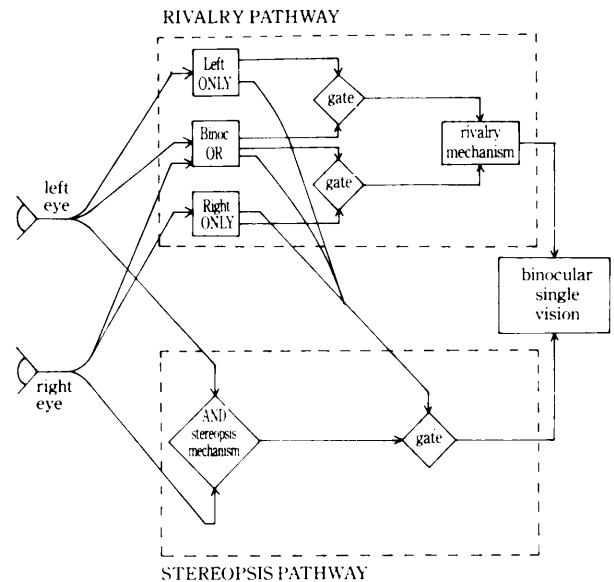 RIVALRY PATHWAY
Left
ONLY
gate
Binoc
OR
rivalry
mechanism
gate
left
eye
Right
ONLY
binocular
single
vision
right
eye
AND
stereopsis
mechanism
gate
STEREOPSIS PATHWAY